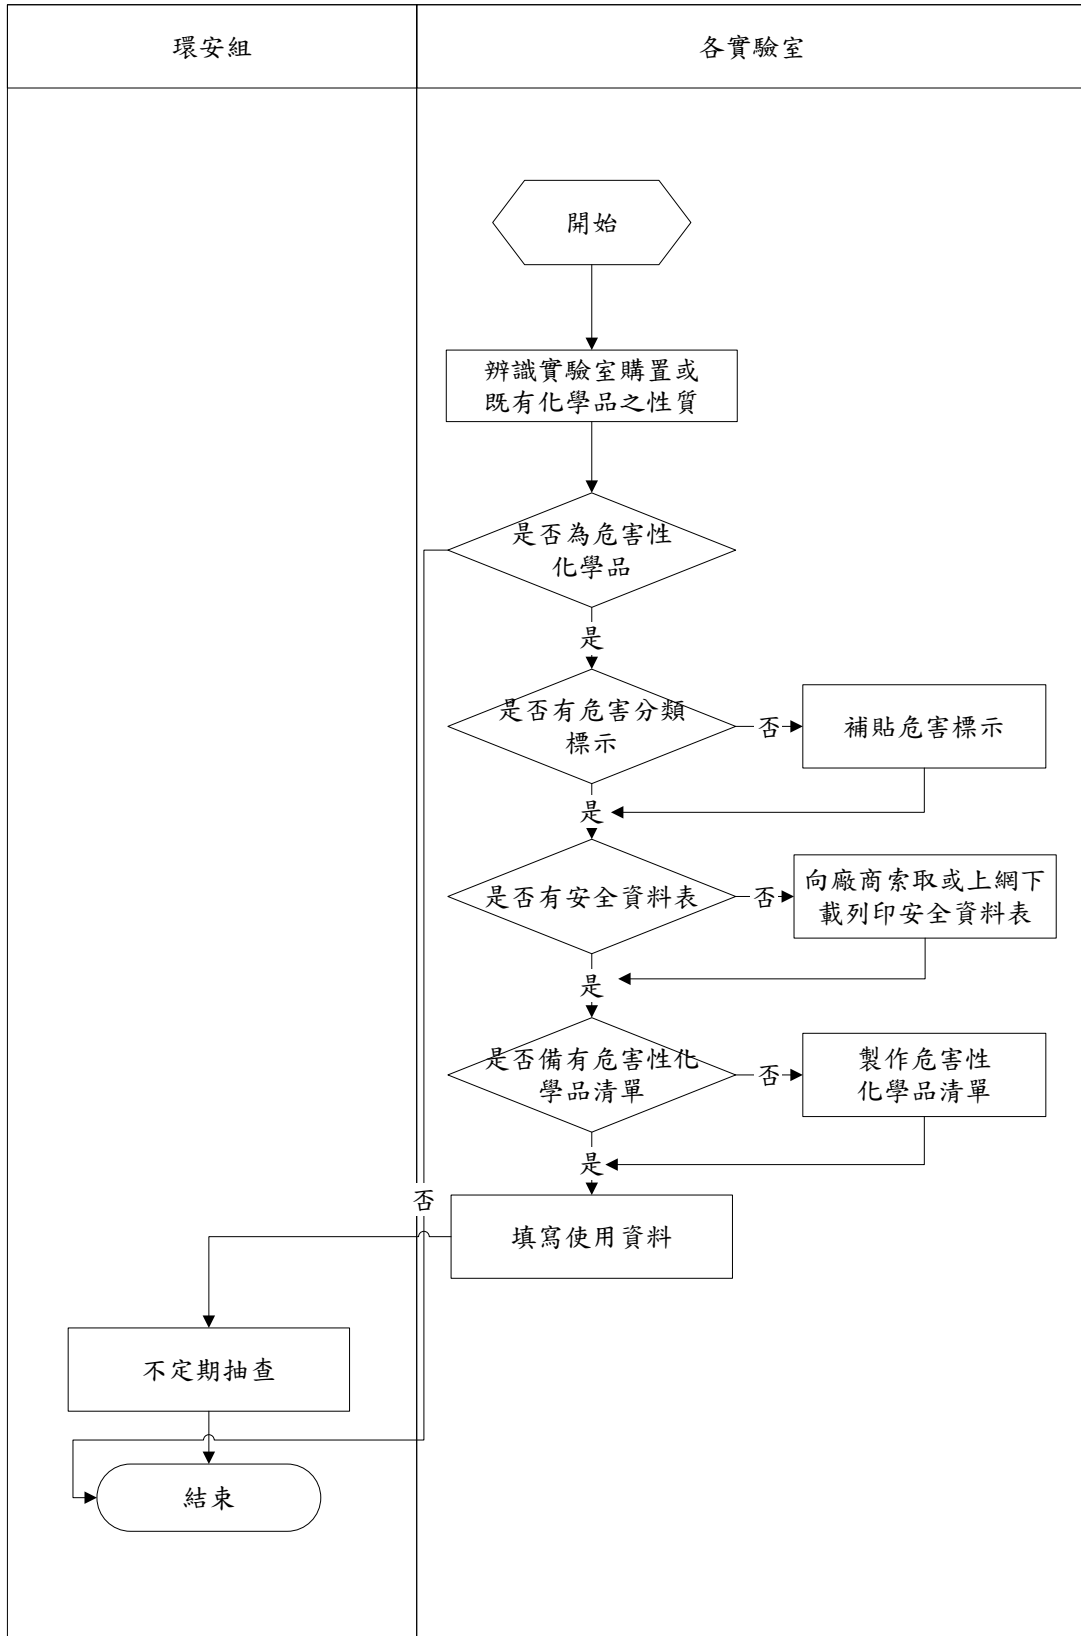 環安組
各實驗室
開始
辨識實驗室購置或
既有化學品之性質
是否為危害性
化學品
是
是否有危害分類
標示
否
補貼危害標示
是
是否有安全資料表
否
向廠商索取或上網下
載列印安全資料表
是
是否備有危害性化
學品清單
否
製作危害性
化學品清單
是
否
填寫使用資料
不定期抽查
結束